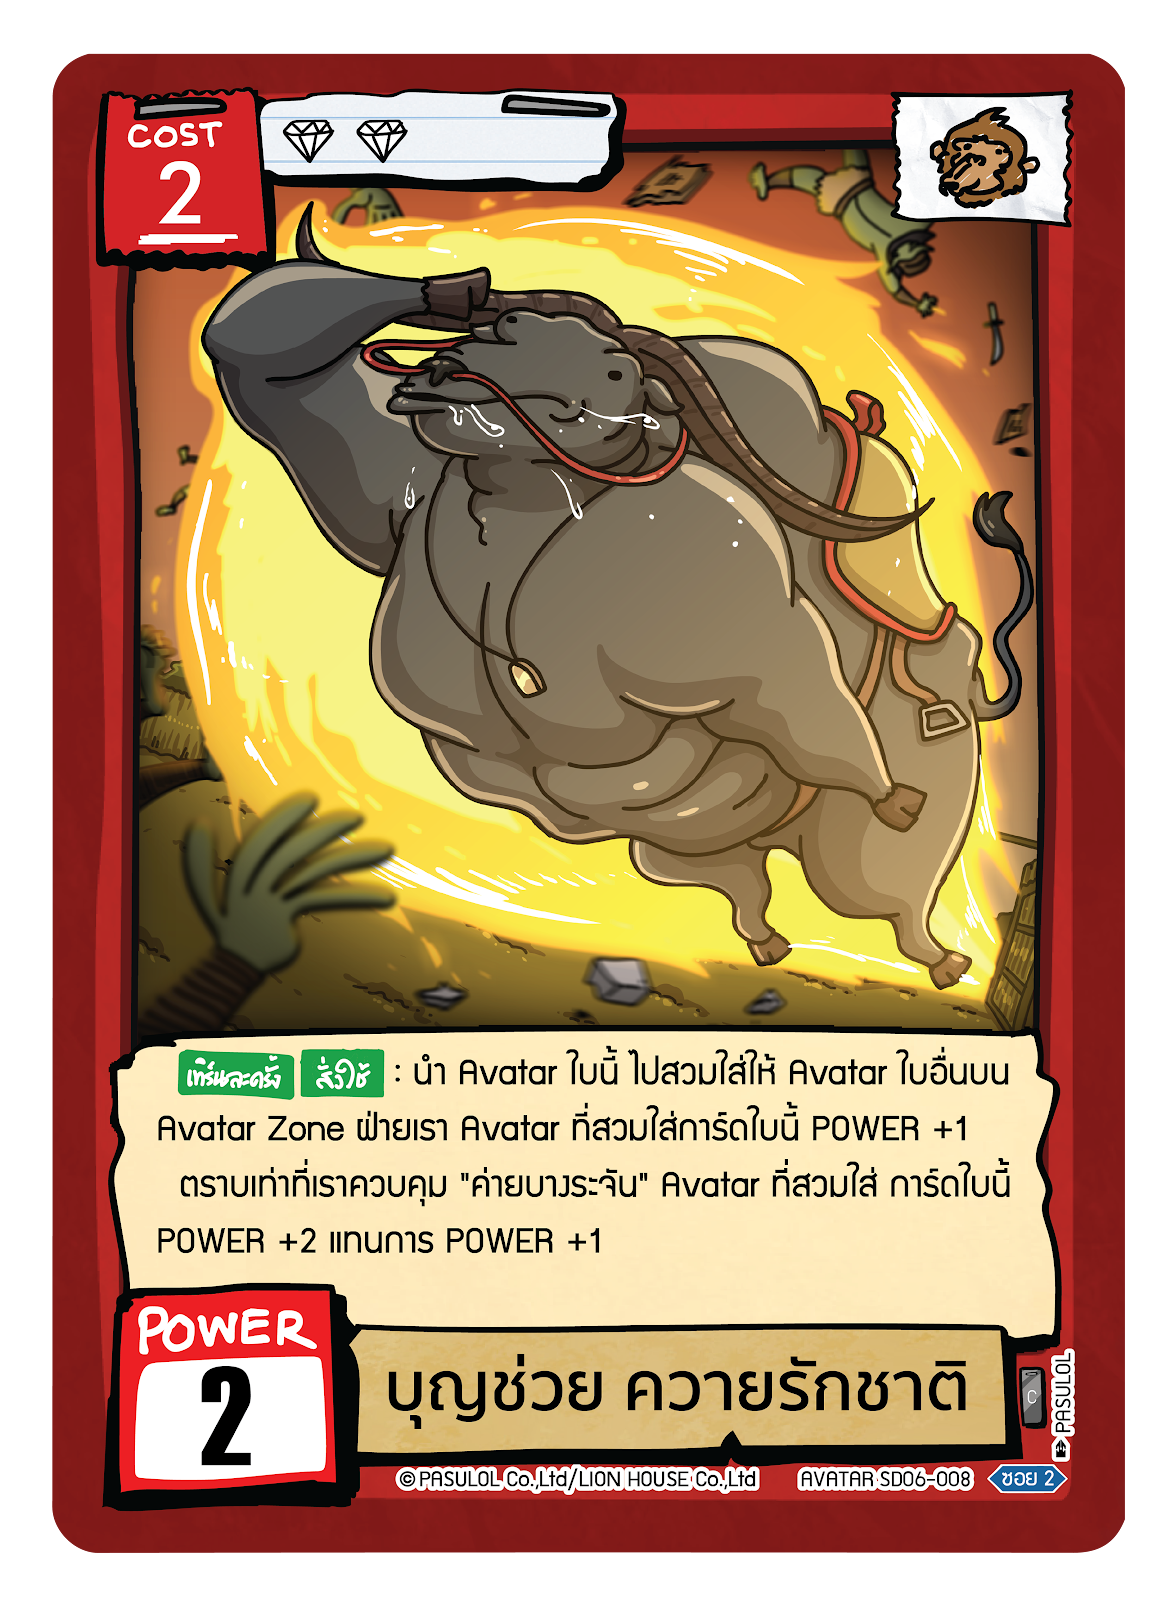 COST
2
เทิร์นละครั้ง สั่งใช้ : นำ Avatar ใบนี้ ไปสวมใส่ให้ Avatar ใบอื่นบน
Avatar Zone ฝ่ายเรา Avatar ที่สวมใส่การ์ดใบนี้ POWER +1
ตราบเท่าที่เราควบคุม "ค่ายบางระจัน" Avatar ที่สวมใส่ การ์ดใบนี้
POWER +2 แทนการ POWER +1
POWER
2
บุญช่วย ควายรักชาติ
C
PASULOL
© PASULOL Co.,Ltd/LION HOUSE Co.,Ltd AVATAR SD06-008 ซอย 2